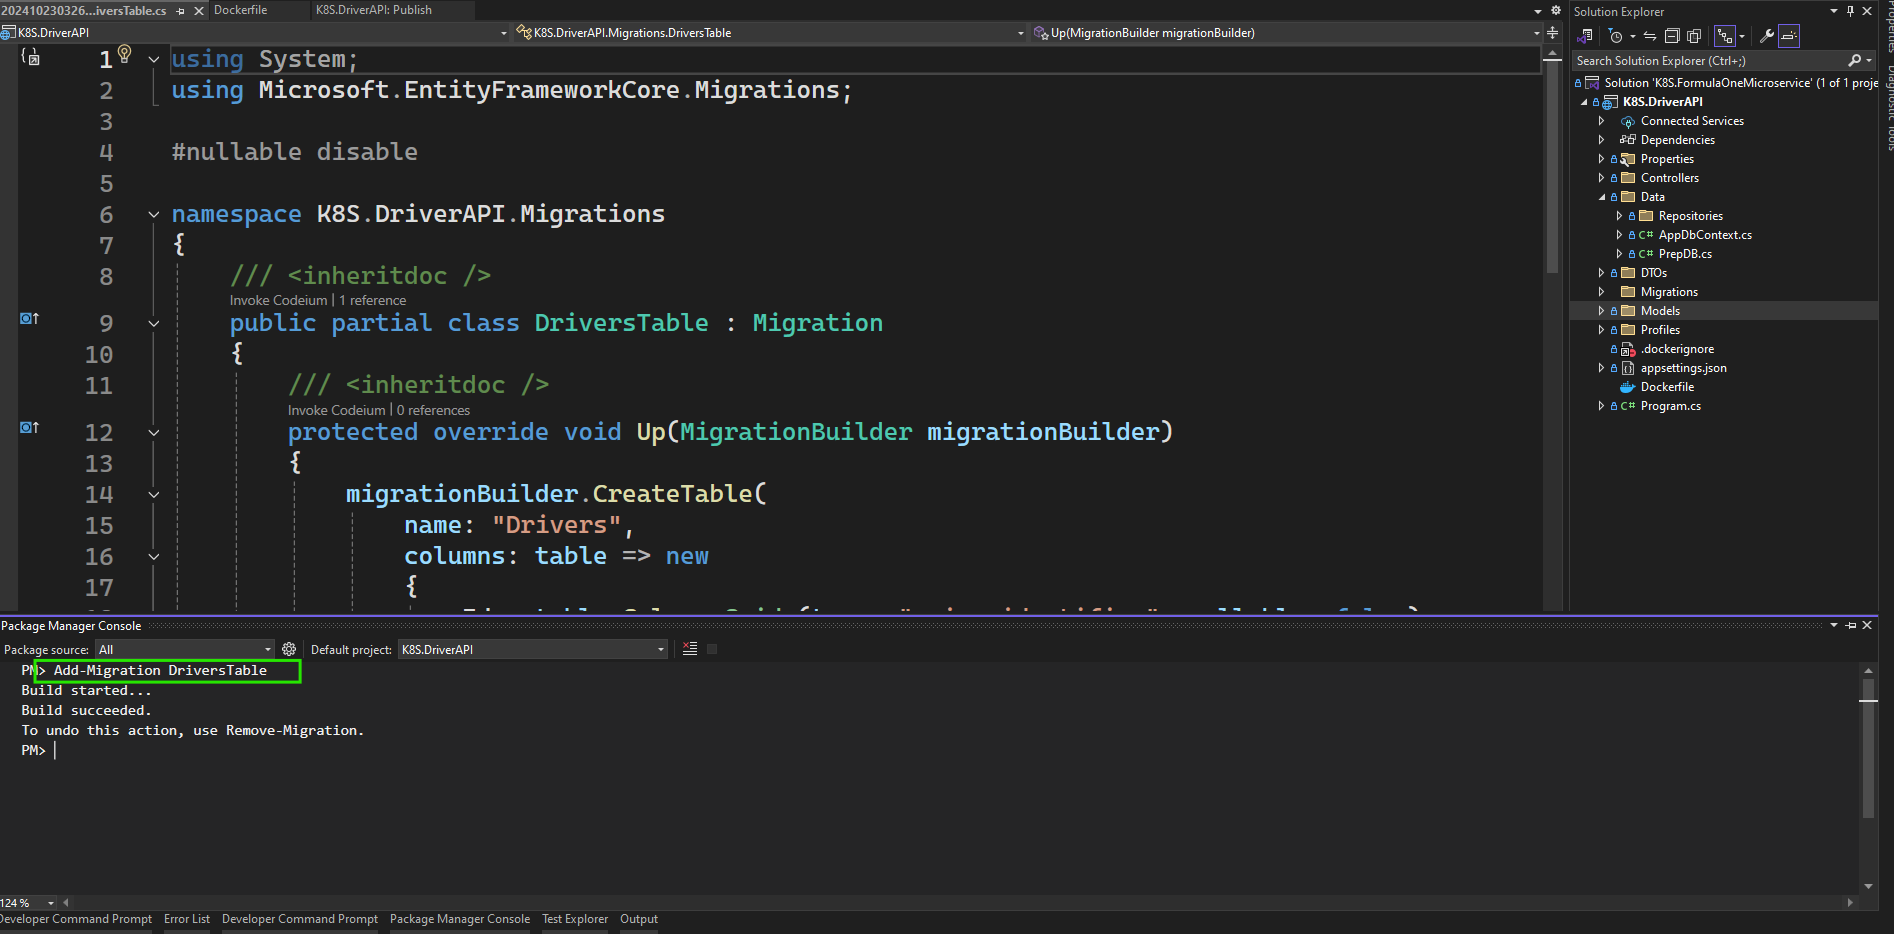 202410230326...iversTable.cs
Dockerfile
K8S.DriverAPI: Publish
K8S.DriverAPI
K8S.DriverAPI.Migrations.DriversTable
Up(MigrationBuilder migrationBuilder)
1 using System;
2 using Microsoft.EntityFrameworkCore.Migrations;
3
4 #nullable disable
5
6 namespace K8S.DriverAPI.Migrations
7 {
8 /// <inheritdoc />
Invoke Codeium | 1 reference
9 public partial class DriversTable : Migration
10 {
11 /// <inheritdoc />
Invoke Codeium | 0 references
12 protected override void Up(MigrationBuilder migrationBuilder)
13 {
14 migrationBuilder.CreateTable(
15 name: "Drivers",
16 columns: table => new
17 {
Solution Explorer
Search Solution Explorer (Ctrl+;)
Solution 'K8S.FormulaOneMicroservice' (1 of 1 proje
K8S.DriverAPI
Connected Services
Dependencies
Properties
Controllers
Data
Repositories
C# AppDbContext.cs
C# PrepDB.cs
DTOs
Migrations
Models
Profiles
.dockerignore
appsettings.json
Dockerfile
C# Program.cs
Properties
Diagnostic Tools
Package Manager Console
Package source: All
Default project: K8S.DriverAPI
PM> Add-Migration DriversTable
Build started...
Build succeeded.
To undo this action, use Remove-Migration.
PM>
124 %
Developer Command Prompt
Error List
Developer Command Prompt
Package Manager Console
Test Explorer
Output